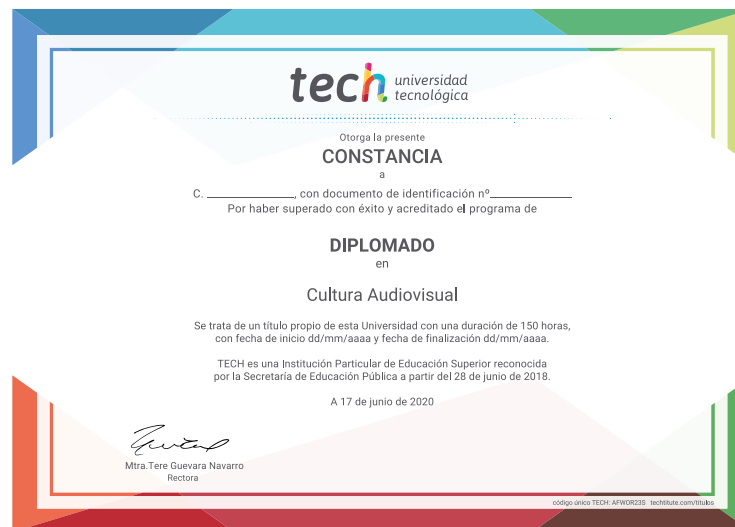 tech universidad
tecnológica
Otorga la presente
CONSTANCIA
a
C. ______________, con documento de identificación nº______________
Por haber superado con éxito y acreditado el programa de
DIPLOMADO
en
Cultura Audiovisual
Se trata de un título propio de esta Universidad con una duración de 150 horas,
con fecha de inicio dd/mm/aaaa y fecha de finalización dd/mm/aaaa.
TECH es una Institución Particular de Educación Superior reconocida
por la Secretaría de Educación Pública a partir del 28 de junio de 2018.
A 17 de junio de 2020
Mtra.Tere Guevara Navarro
Rectora
código único TECH: AFWOR235 techtitute.com/titulos